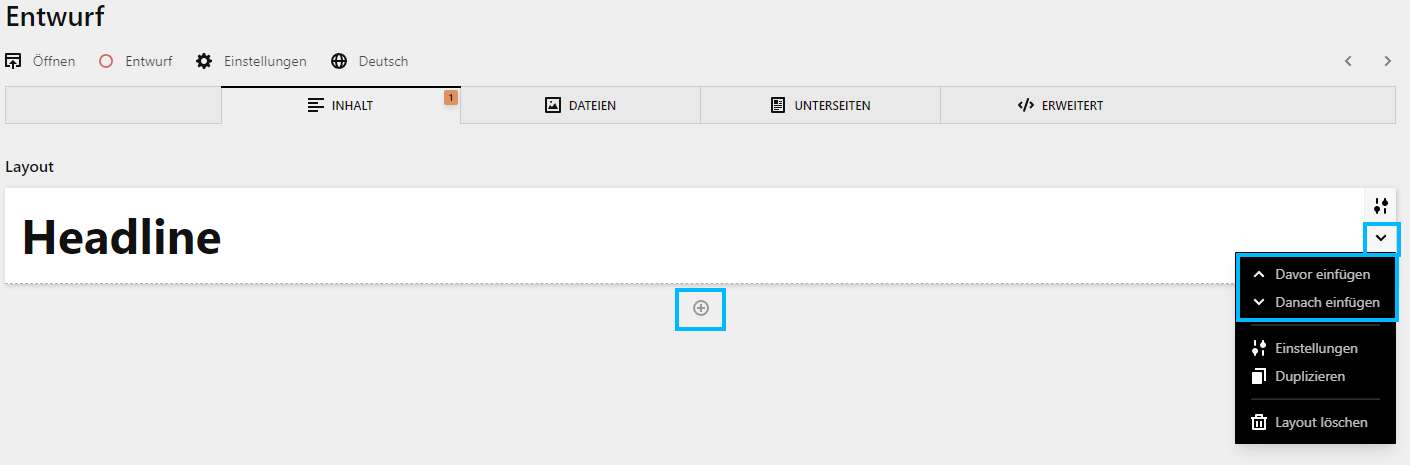 Entwurf
Öffnen Entwurf Einstellungen Deutsch
INHALT 1 DATEIEN UNTERSEITEN ERWEITERT
Layout
Headline
Davor einfügen
Danach einfügen
Einstellungen
Duplizieren
Layout löschen